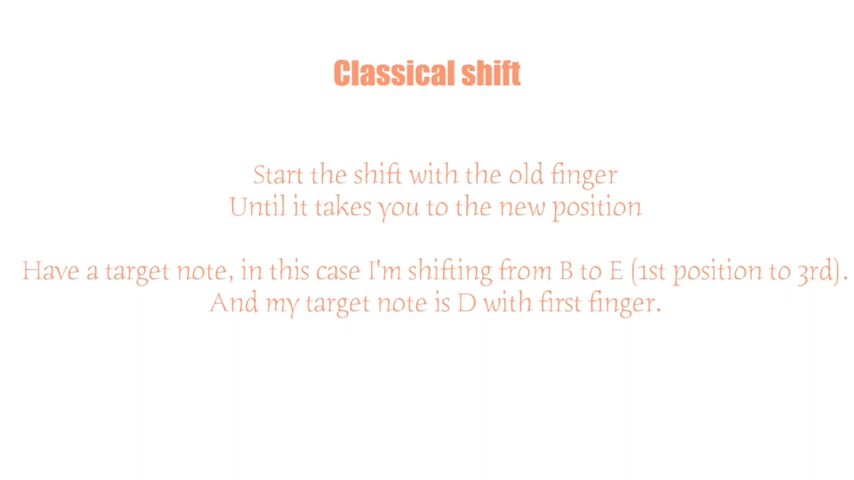 Classical shift
Start the shift with the old finger
Until it takes you to the new position
Have a target note, in this case I'm shifting from B to E (1st position to 3rd).
And my target note is D with first finger.